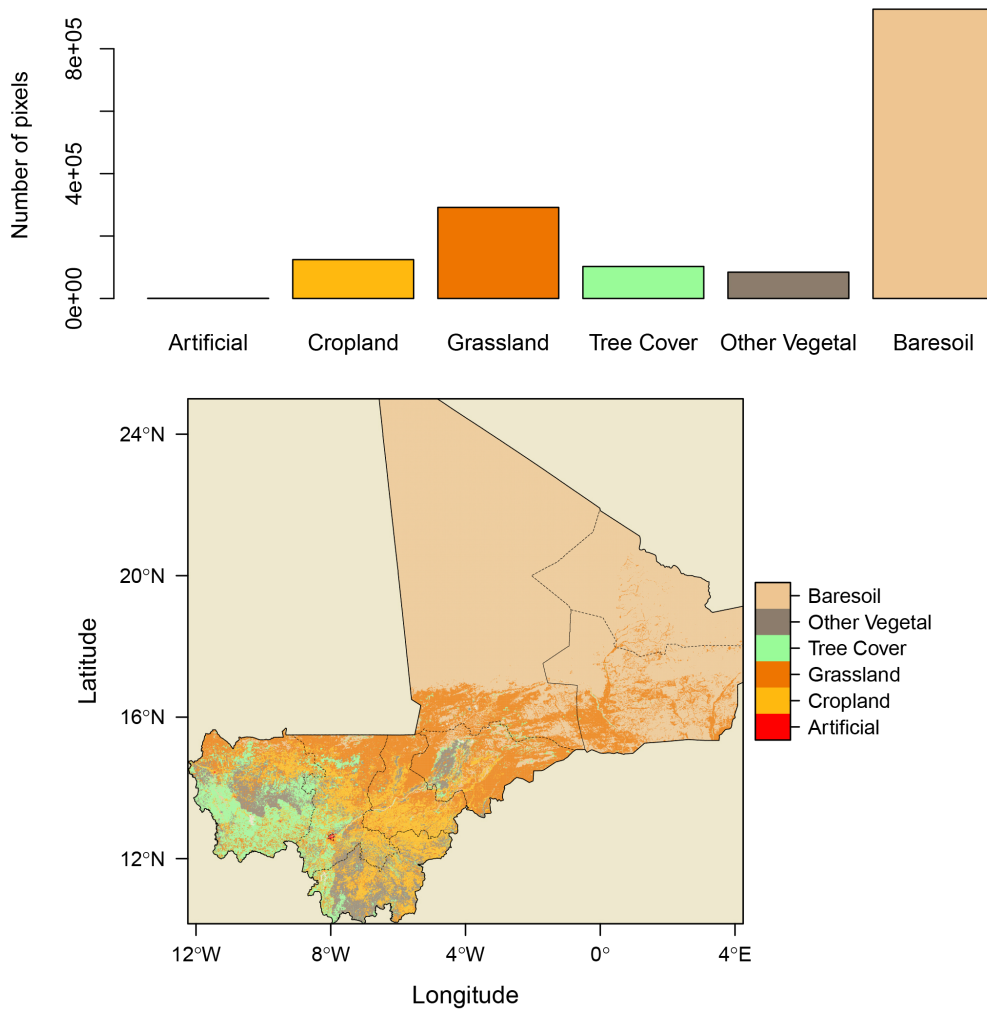 Number of pixels
8e+05
4e+05
0e+00
Artificial Cropland Grassland Tree Cover Other Vegetal Baresoil
24°N
20°N
16°N
12°N
Latitude
12°W 8°W 4°W 0° 4°E
Longitude
Baresoil
Other Vegetal
Tree Cover
Grassland
Cropland
Artificial